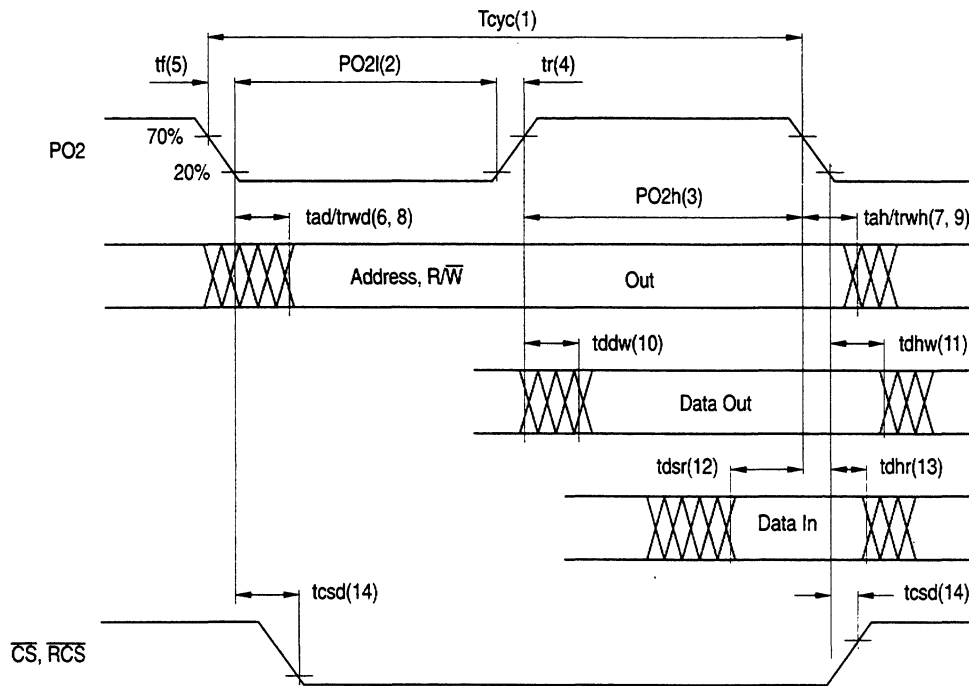 Tcyc(1)
tf(5)
PO2l(2)
tr(4)
PO2
70%
20%
PO2h(3)
tad/trwd(6, 8)
tah/trwh(7, 9)
Address, R/W̅
Out
tddw(10)
tdhw(11)
Data Out
tdsr(12)
tdhr(13)
Data In
tcsd(14)
tcsd(14)
C̅S̅, R̅C̅S̅